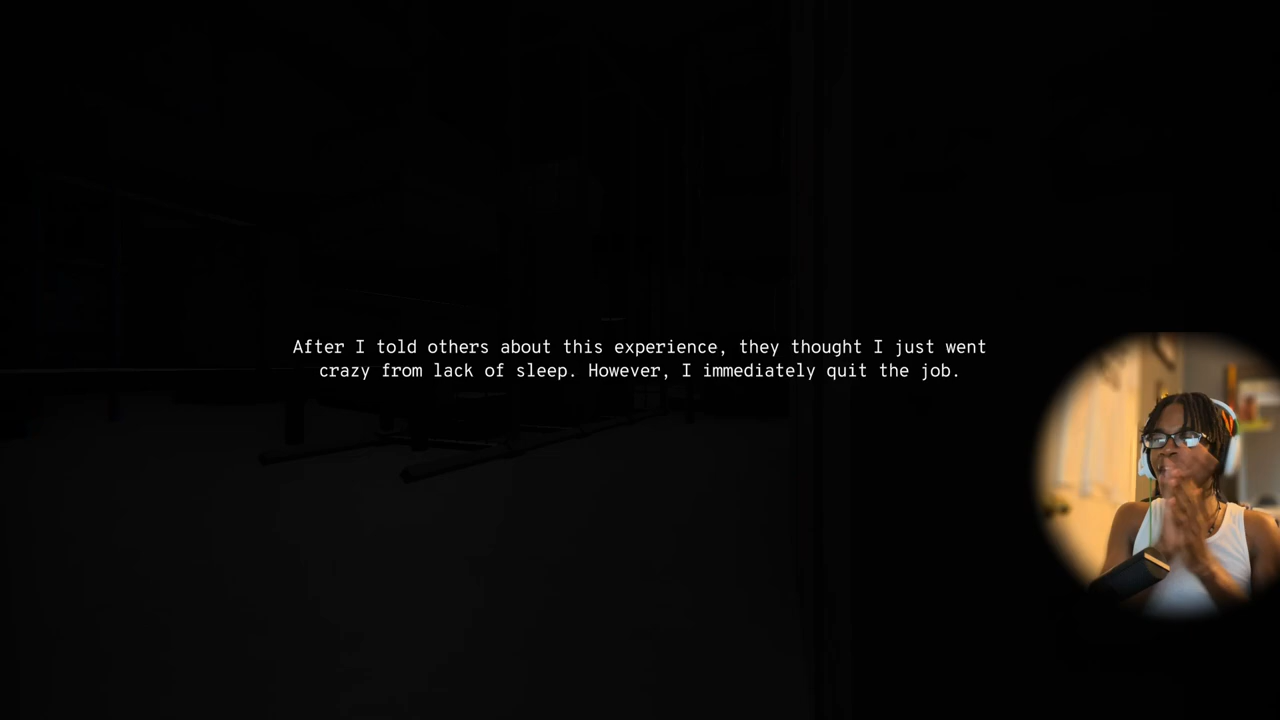 After I told others about this experience, they thought I just went
crazy from lack of sleep. However, I immediately quit the job.